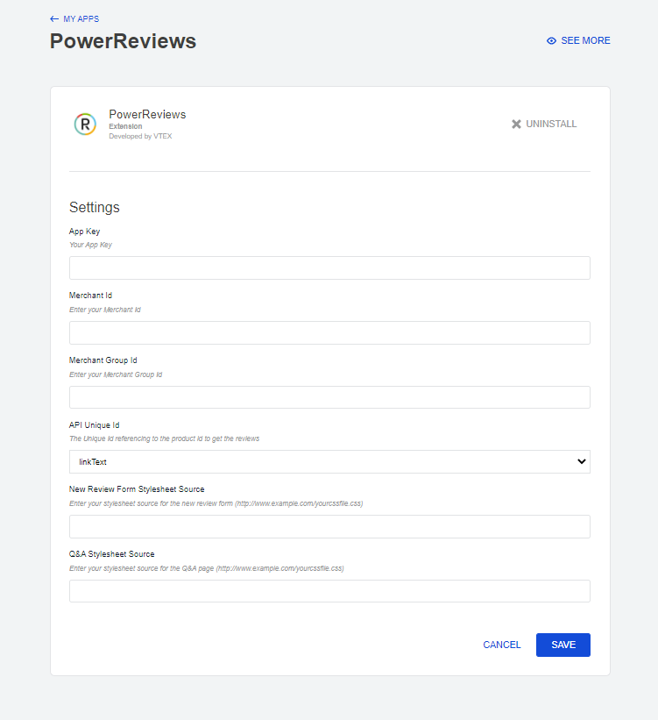 ← MY APPS
PowerReviews
SEE MORE
R
PowerReviews
Extension
Developed by VTEX
UNINSTALL
Settings
App Key
Your App Key
Merchant Id
Enter your Merchant Id
Merchant Group Id
Enter your Merchant Group Id
API Unique Id
The Unique Id referencing to the product Id to get the reviews
linkText
New Review Form Stylesheet Source
Enter your stylesheet source for the new review form (http://www.example.com/yourcssfile.css)
Q&A Stylesheet Source
Enter your stylesheet source for the Q&A page (http://www.example.com/yourcssfile.css)
CANCEL
SAVE